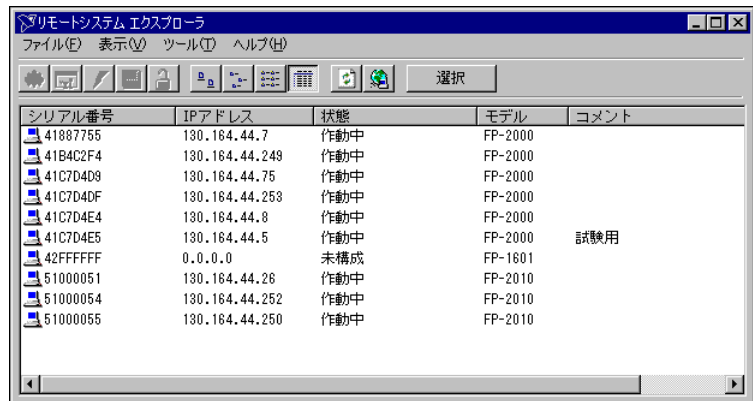 リモートシステム エクスプローラ
ファイル(F) 表示(V) ツール(T) ヘルプ(H)
選択
シリアル番号 IPアドレス 状態 モデル コメント
41887755 130.164.44.7 作動中 FP-2000
41B4C2F4 130.164.44.249 作動中 FP-2000
41C7D4D9 130.164.44.75 作動中 FP-2000
41C7D4DF 130.164.44.253 作動中 FP-2000
41C7D4E4 130.164.44.8 作動中 FP-2000
41C7D4E5 130.164.44.5 作動中 FP-2000 試験用
42FFFFFF 0.0.0.0 未構成 FP-1601
51000051 130.164.44.26 作動中 FP-2010
51000054 130.164.44.252 作動中 FP-2010
51000055 130.164.44.250 作動中 FP-2010